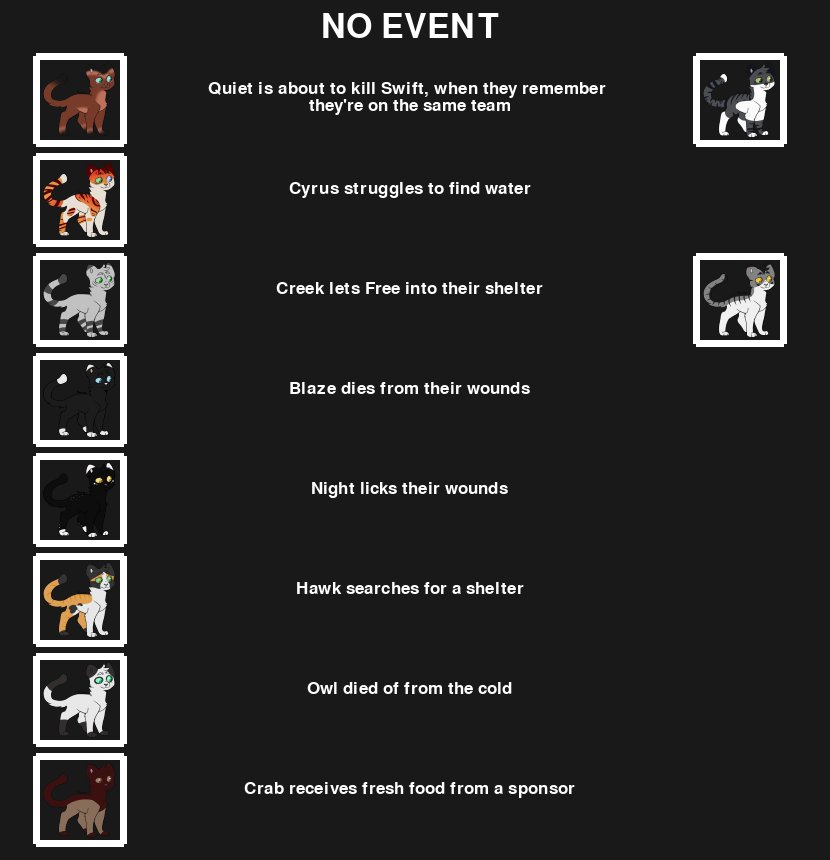 NO EVENT
Quiet is about to kill Swift, when they remember
they're on the same team
Cyrus struggles to find water
Creek lets Free into their shelter
Blaze dies from their wounds
Night licks their wounds
Hawk searches for a shelter
Owl died of from the cold
Crab receives fresh food from a sponsor